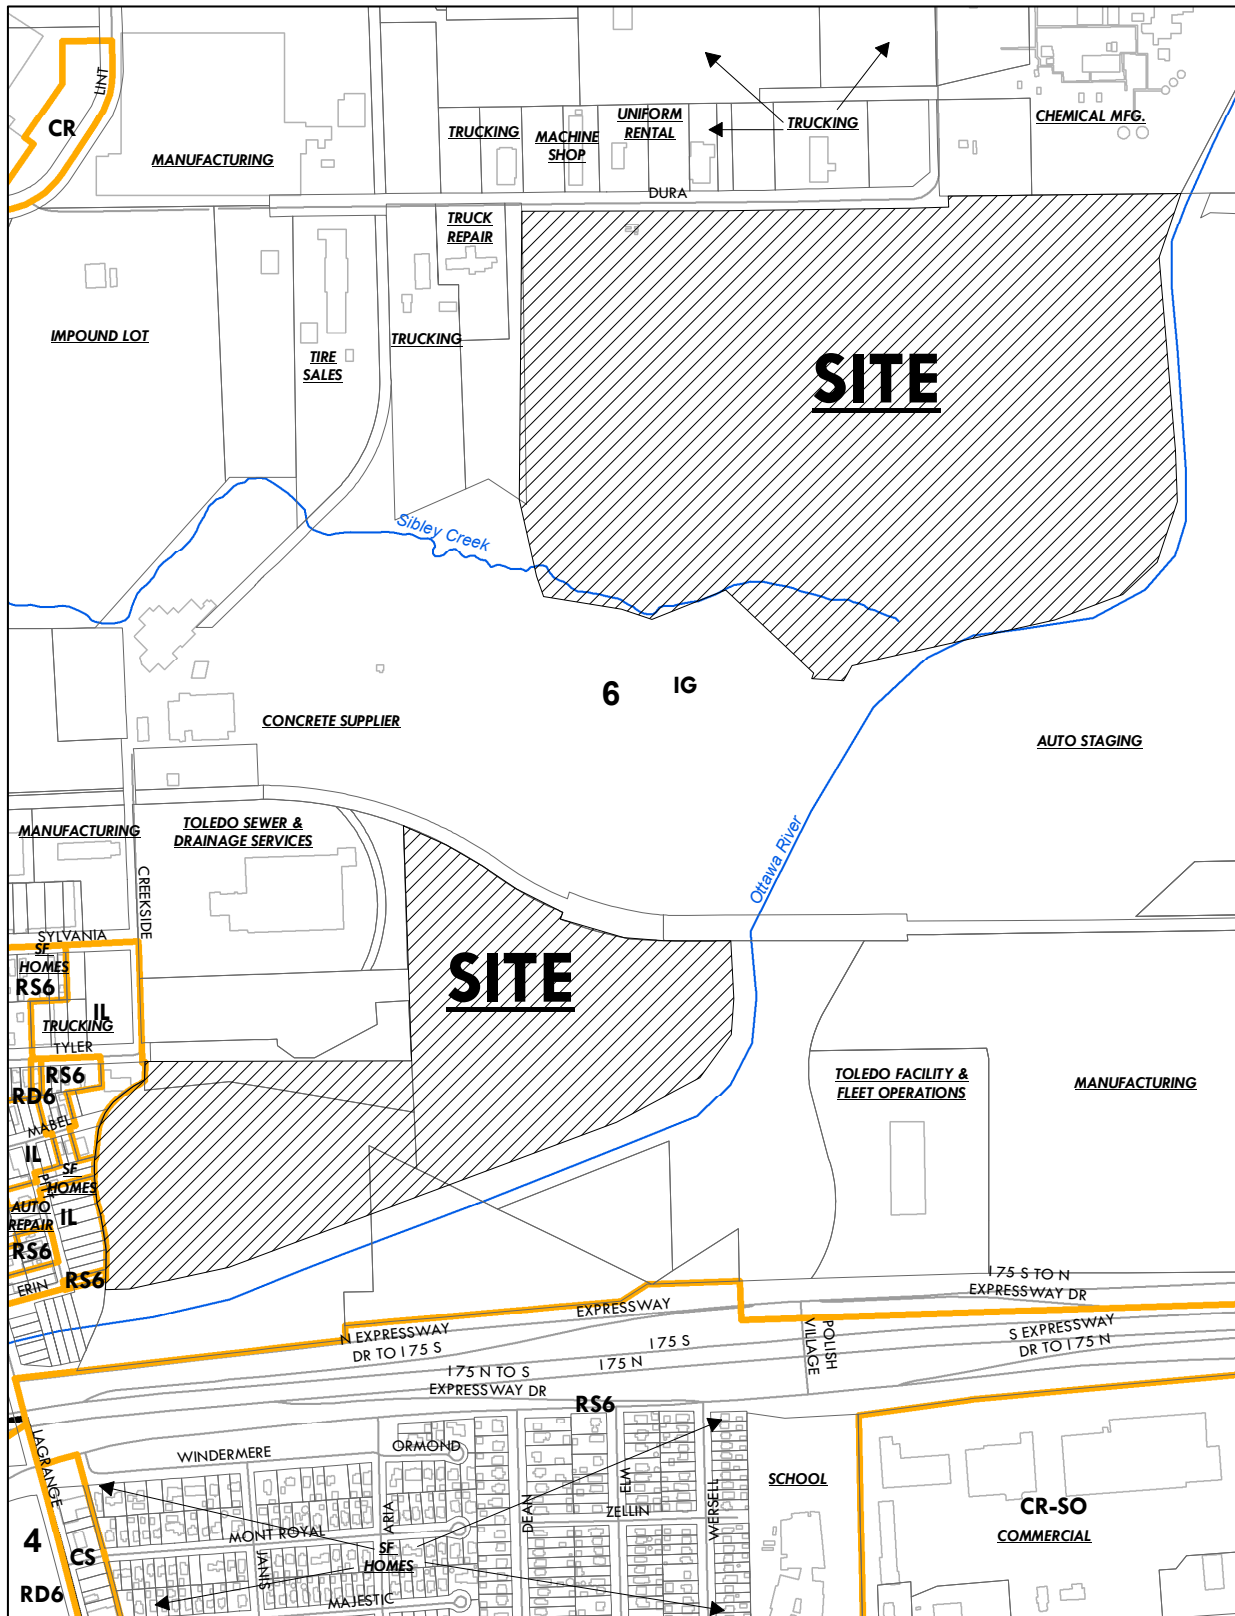 LINT
CR
MANUFACTURING
TRUCKING
MACHINE
SHOP
UNIFORM
RENTAL
TRUCKING
CHEMICAL MFG.
DURA
TRUCK
REPAIR
IMPOUND LOT
TIRE
SALES
TRUCKING
SITE
Sibley Creek
6
IG
CONCRETE SUPPLIER
AUTO STAGING
MANUFACTURING
TOLEDO SEWER &
DRAINAGE SERVICES
CREEKSIDE
Ottawa River
SYLVANIA
SF
HOMES
RS6
IL
TRUCKING
TYLER
SITE
RS6
RD6
MABEL
IL
SF
HOMES
AUTO
REPAIR
IL
RS6
RS6
ERIN
TOLEDO FACILITY &
FLEET OPERATIONS
MANUFACTURING
I 75 S TO N
EXPRESSWAY DR
EXPRESSWAY
N EXPRESSWAY
DR TO I 75 S
I 75 S
I 75 N
I 75 N TO S
EXPRESSWAY DR
POLISH
VILLAGE
S EXPRESSWAY
DR TO I 75 N
RS6
LAGRANGE
WINDERMERE
ORMOND
ARIA
DEAN
ELM
ZELLIN
WERSELL
SCHOOL
CR-SO
COMMERCIAL
MONT ROYAL
JANIS
SF
HOMES
MAJESTIC
4
CS
RD6